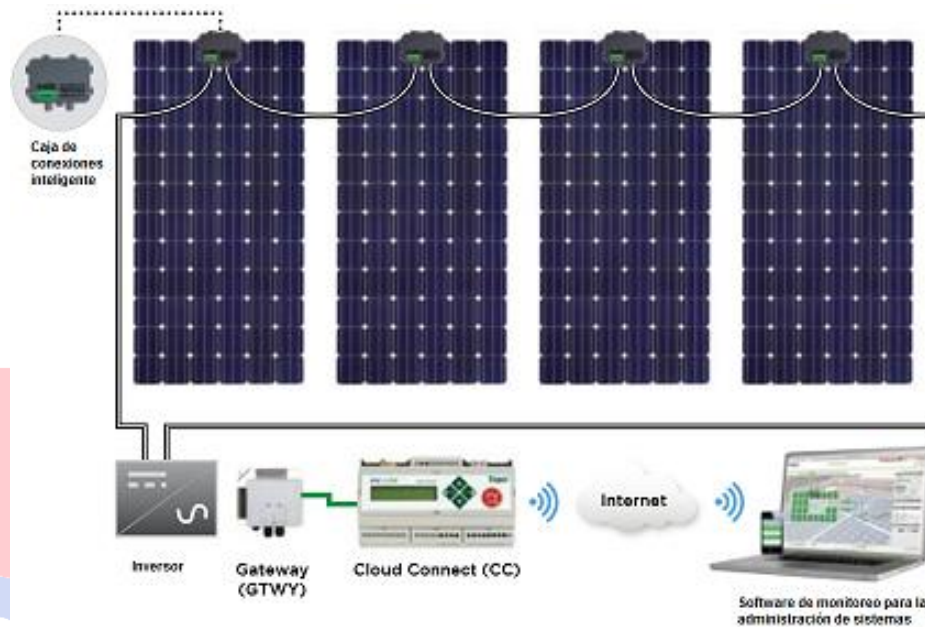 Caja de
conexiones
inteligente
Inversor
Gateway
(GTWY)
Cloud Connect (CC)
Internet
Software de monitoreo para la
administración de sistemas